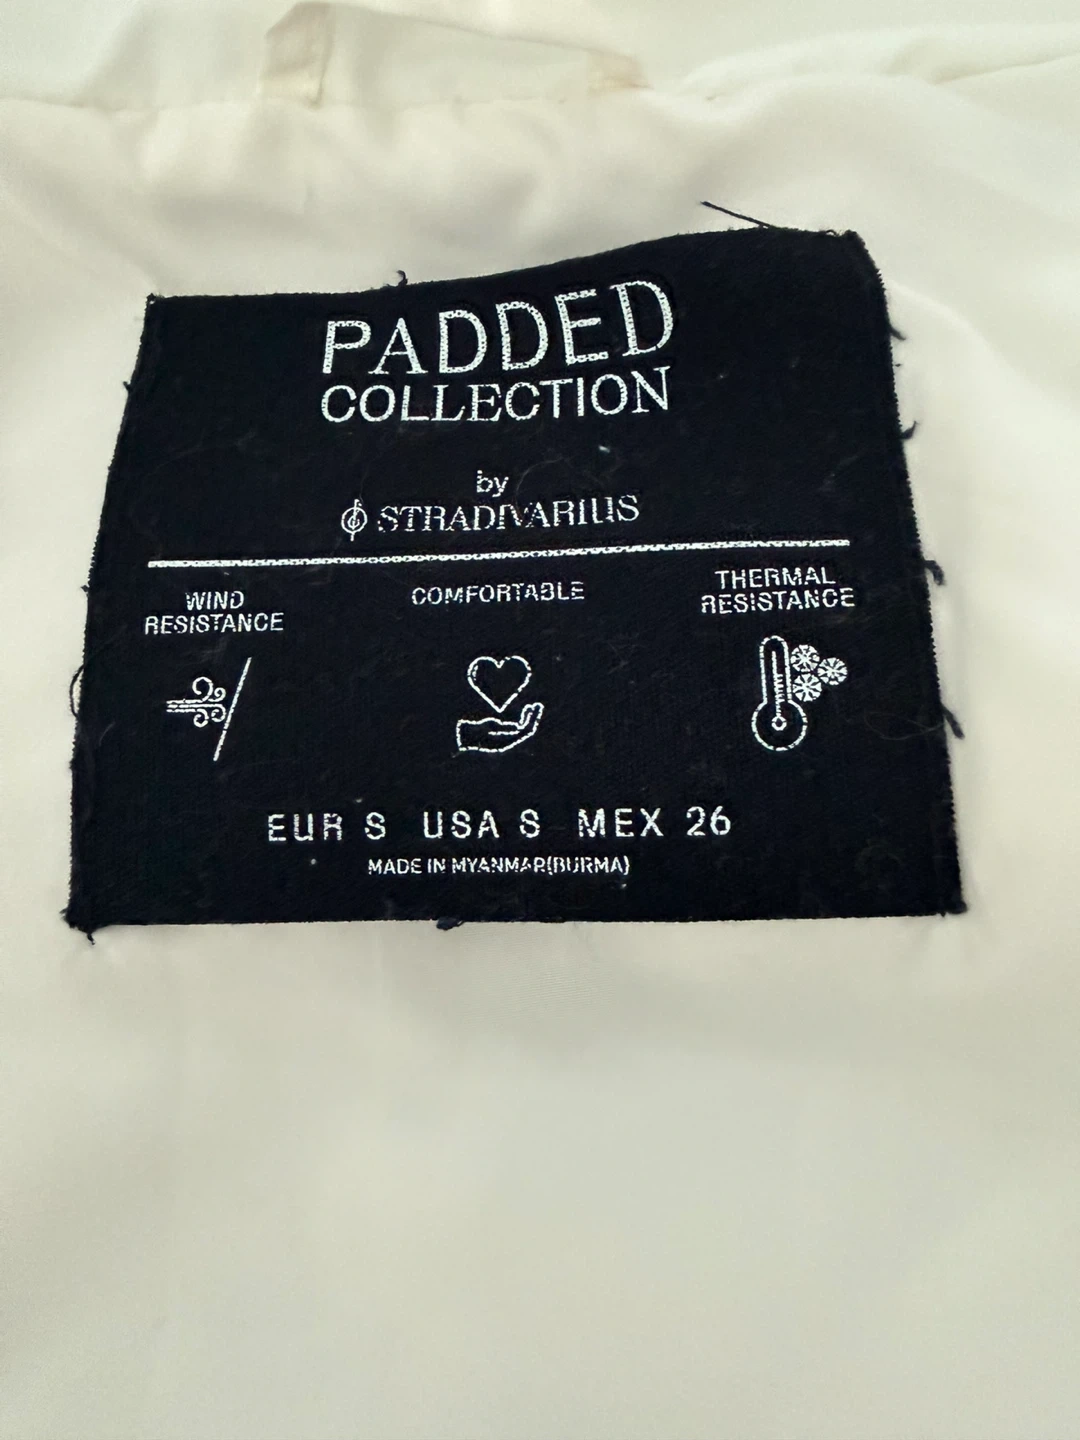 PADDED
COLLECTION
by
STRADIVARIUS
WIND
RESISTANCE
COMFORTABLE
THERMAL
RESISTANCE
EUR S USA S MEX 26
MADE IN MYANMAR(BURMA)